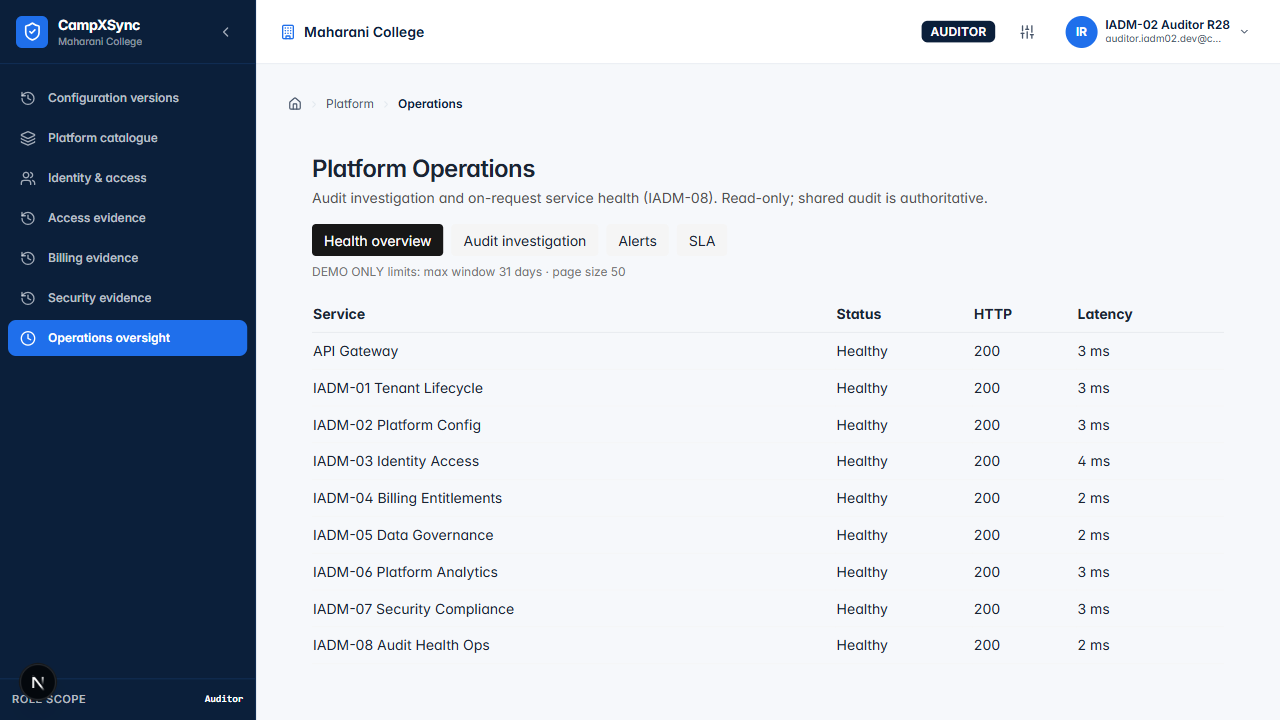 CampXSync
Maharani College
Configuration versions
Platform catalogue
Identity & access
Access evidence
Billing evidence
Security evidence
Operations oversight
N
ROLE SCOPE Auditor
Maharani College
AUDITOR
IR
IADM-02 Auditor R28
auditor.iadm02.dev@c...
Platform Operations
Platform Operations
Audit investigation and on-request service health (IADM-08). Read-only; shared audit is authoritative.
Health overview Audit investigation Alerts SLA
DEMO ONLY limits: max window 31 days · page size 50
Service Status HTTP Latency
API Gateway Healthy 200 3 ms
IADM-01 Tenant Lifecycle Healthy 200 3 ms
IADM-02 Platform Config Healthy 200 3 ms
IADM-03 Identity Access Healthy 200 4 ms
IADM-04 Billing Entitlements Healthy 200 2 ms
IADM-05 Data Governance Healthy 200 2 ms
IADM-06 Platform Analytics Healthy 200 3 ms
IADM-07 Security Compliance Healthy 200 3 ms
IADM-08 Audit Health Ops Healthy 200 2 ms